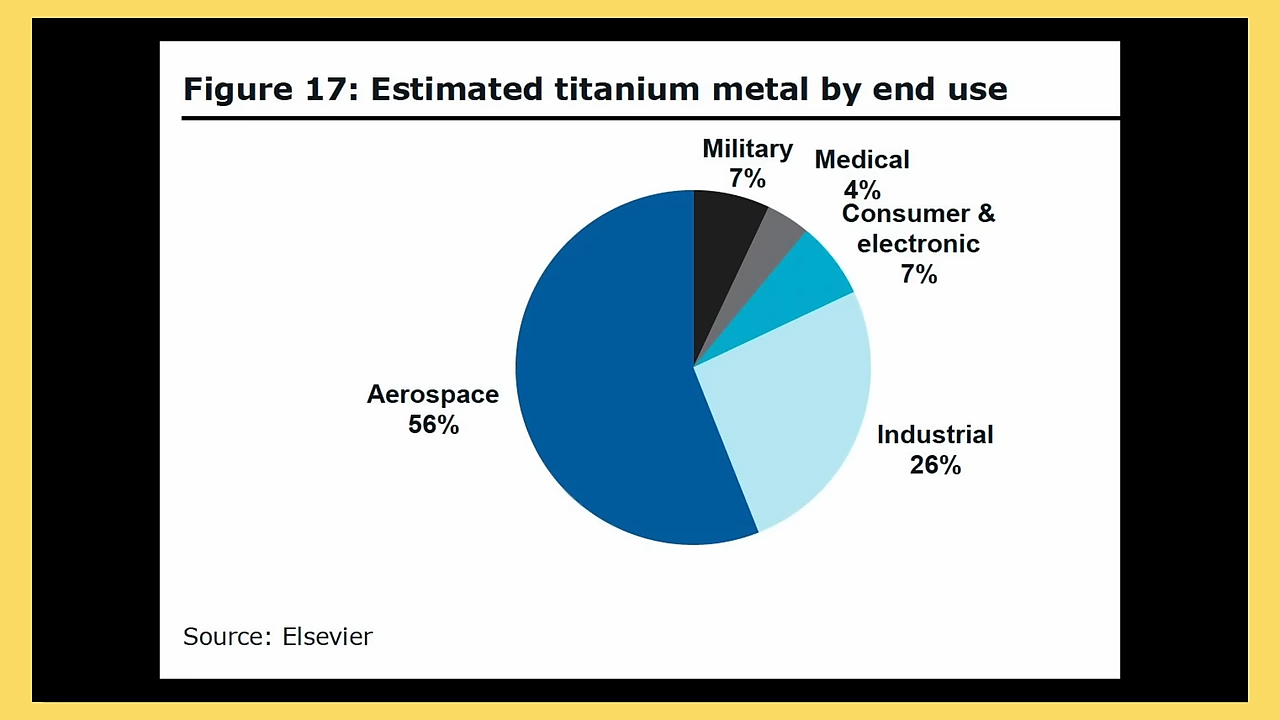 Figure 17: Estimated titanium metal by end use
Military
7%
Medical
4%
Consumer &
electronic
7%
Aerospace
56%
Industrial
26%
Source: Elsevier